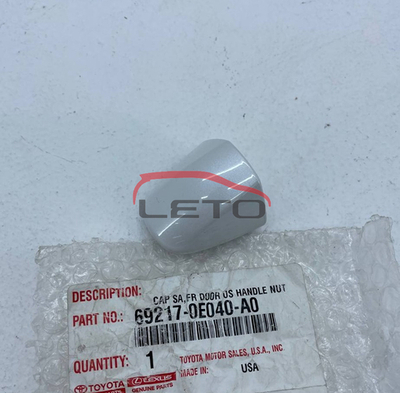 LETO
DESCRIPTION: CAP SA,FR DOOR OS HANDLE NUT
PART NO.: 69217-0E040-A0
QUANTITY: 1 TOYOTA MOTOR SALES, U.S.A., INC
MADE IN: USA
TOYOTA LEXUS
GENUINE PARTS